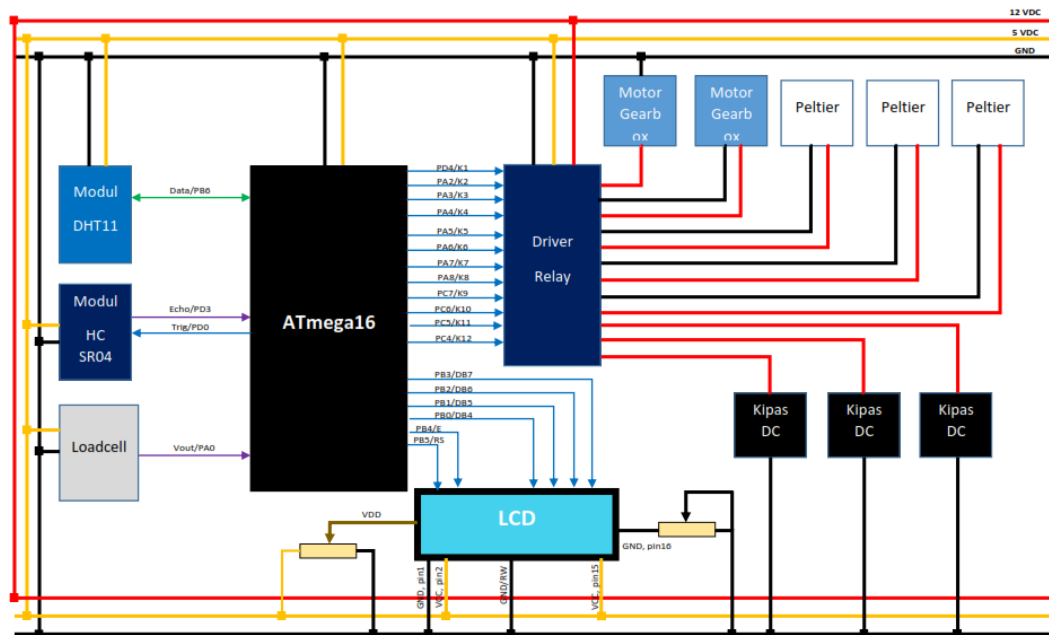 12 VDC
5 VDC
GND
Motor
Gearb
ox
Motor
Gearb
ox
Peltier
Peltier
Peltier
Modul
DHT11
Data/PB6
ATmega16
PD4/K1
PA2/K2
PA3/K3
PA4/K4
PA5/K5
PA6/K6
PA7/K7
PA8/K8
PC7/K9
PC6/K10
PC5/K11
PC4/K12
Driver
Relay
Modul
HC
SR04
Echo/PD3
Trig/PD0
Loadcell
Vout/PA0
PB3/DB7
PB2/DB6
PB1/DB5
PB0/DB4
PB4/E
PB5/RS
Kipas
DC
Kipas
DC
Kipas
DC
LCD
VDD
GND, pin16
GND, pin1
VCC, pin2
GND/RW
VCC, pin15